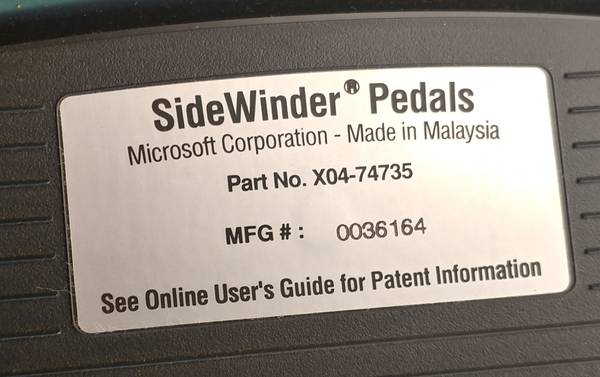 SideWinder® Pedals
Microsoft Corporation - Made in Malaysia
Part No. X04-74735
MFG # : 0036164
See Online User's Guide for Patent Information